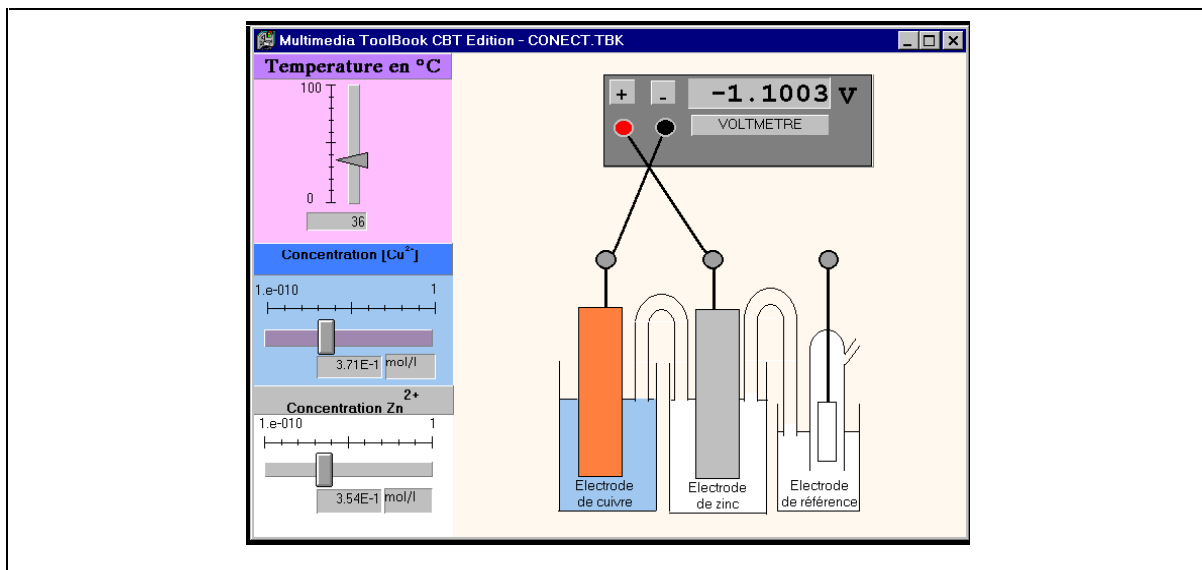 Multimedia ToolBook CBT Edition - CONECT.TBK
Temperature en °C
100
0
36
Concentration [Cu²⁻]
1.e-010 1
3.71E-1 mol/l
2+
Concentration Zn
1.e-010 1
3.54E-1 mol/l
+ - -1.1003 V
VOLTMETRE
Electrode
de cuivre
Electrode
de zinc
Electrode
de référence